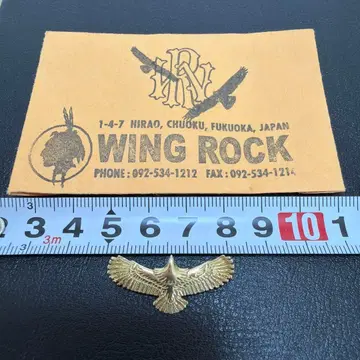 WR
1-4-7 HIRAO, CHUOKU, FUKUOKA, JAPAN
WING ROCK
PHONE : 092-534-1212 FAX : 092-534-1214
3 4 5 6 7 8 9 10 1
3m